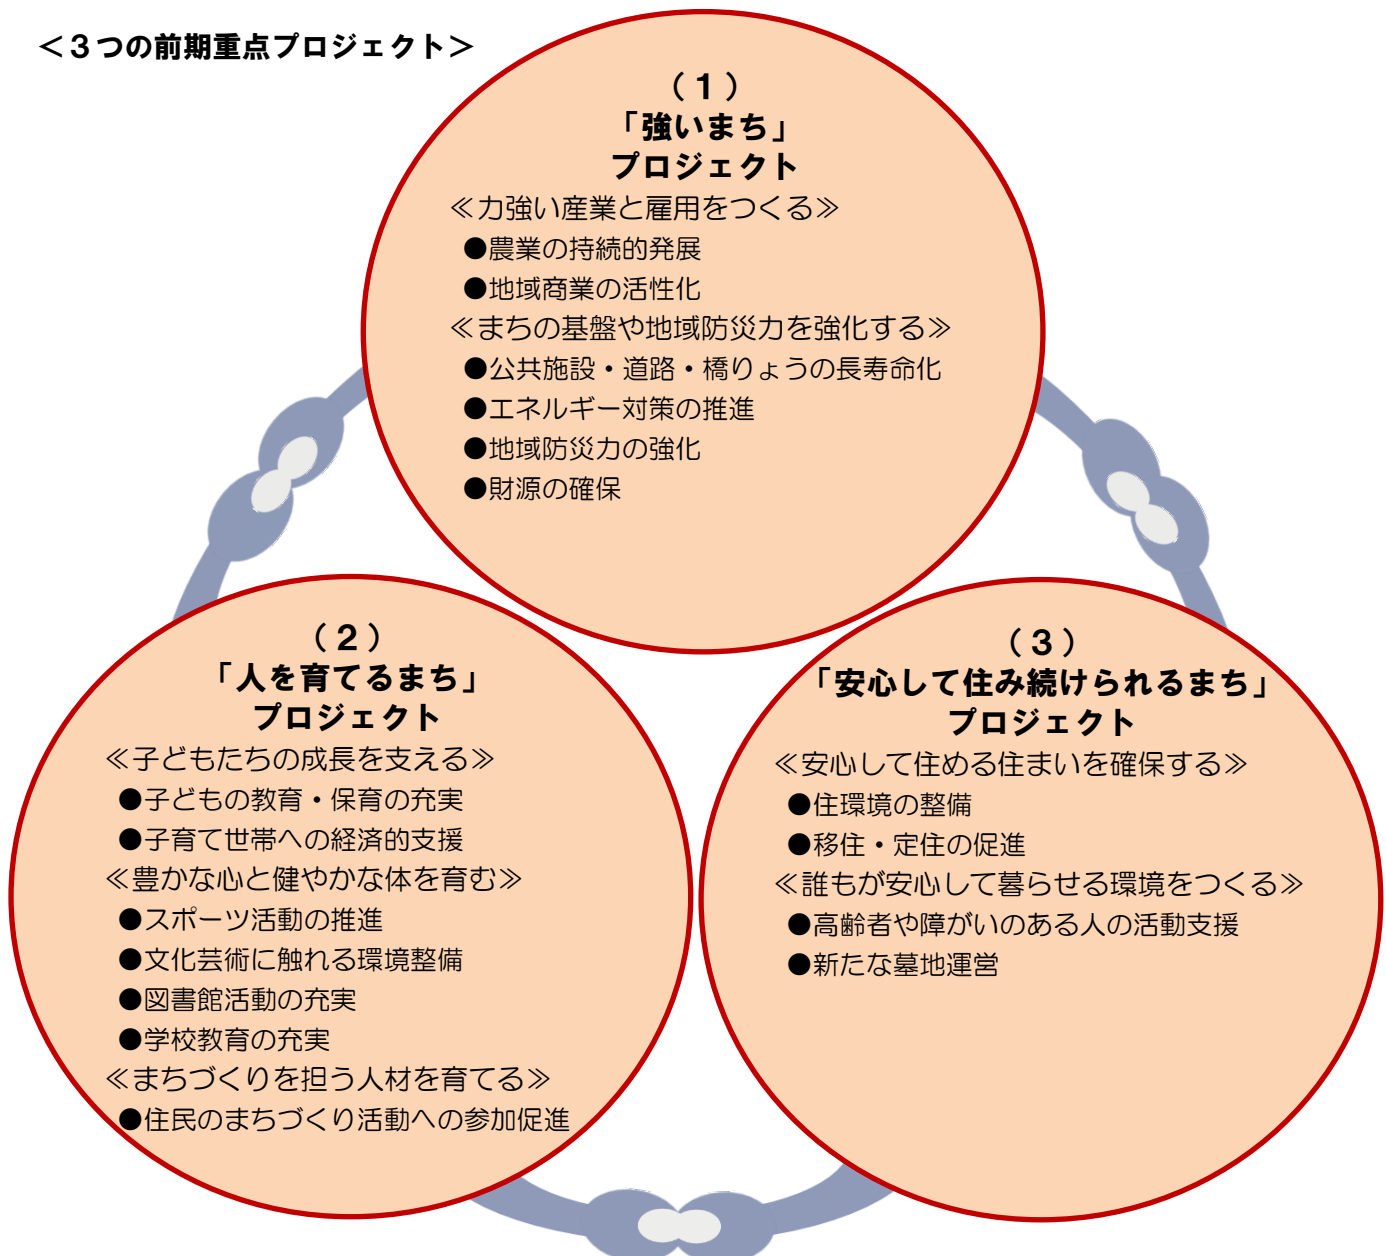 ＜３つの前期重点プロジェクト＞
（１）
「強いまち」
プロジェクト
≪力強い産業と雇用をつくる≫
●農業の持続的発展
●地域商業の活性化
≪まちの基盤や地域防災力を強化する≫
●公共施設・道路・橋りょうの長寿命化
●エネルギー対策の推進
●地域防災力の強化
●財源の確保
（２）
「人を育てるまち」
プロジェクト
≪子どもたちの成長を支える≫
●子どもの教育・保育の充実
●子育て世帯への経済的支援
≪豊かな心と健やかな体を育む≫
●スポーツ活動の推進
●文化芸術に触れる環境整備
●図書館活動の充実
●学校教育の充実
≪まちづくりを担う人材を育てる≫
●住民のまちづくり活動への参加促進
（３）
「安心して住み続けられるまち」
プロジェクト
≪安心して住める住まいを確保する≫
●住環境の整備
●移住・定住の促進
≪誰もが安心して暮らせる環境をつくる≫
●高齢者や障がいのある人の活動支援
●新たな墓地運営